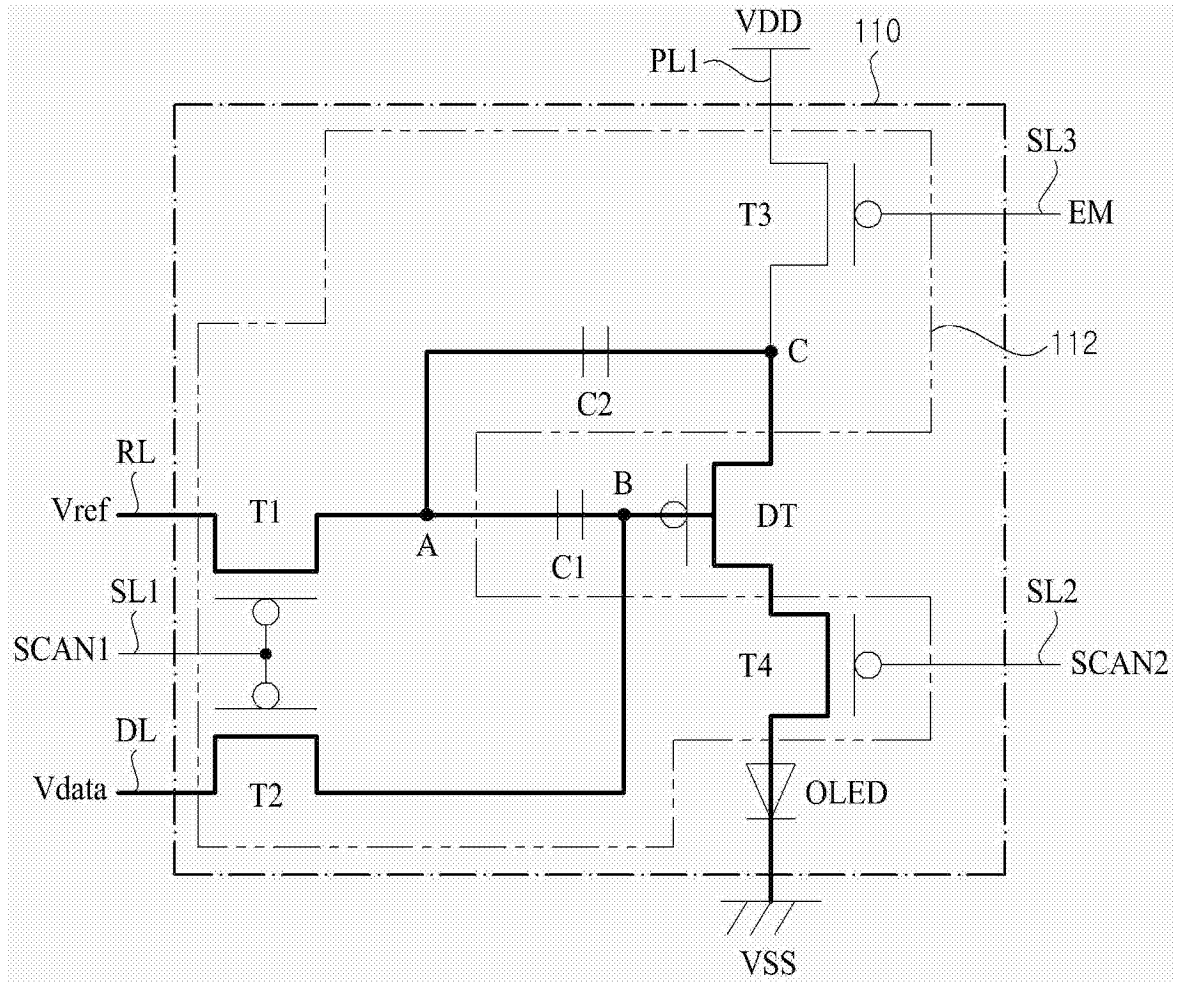 VDD
110
PL1
SL3
T3
EM
C
112
C2
RL
B
Vref
T1
DT
A
C1
SL1
SL2
SCAN1
T4
SCAN2
DL
Vdata
T2
OLED
VSS